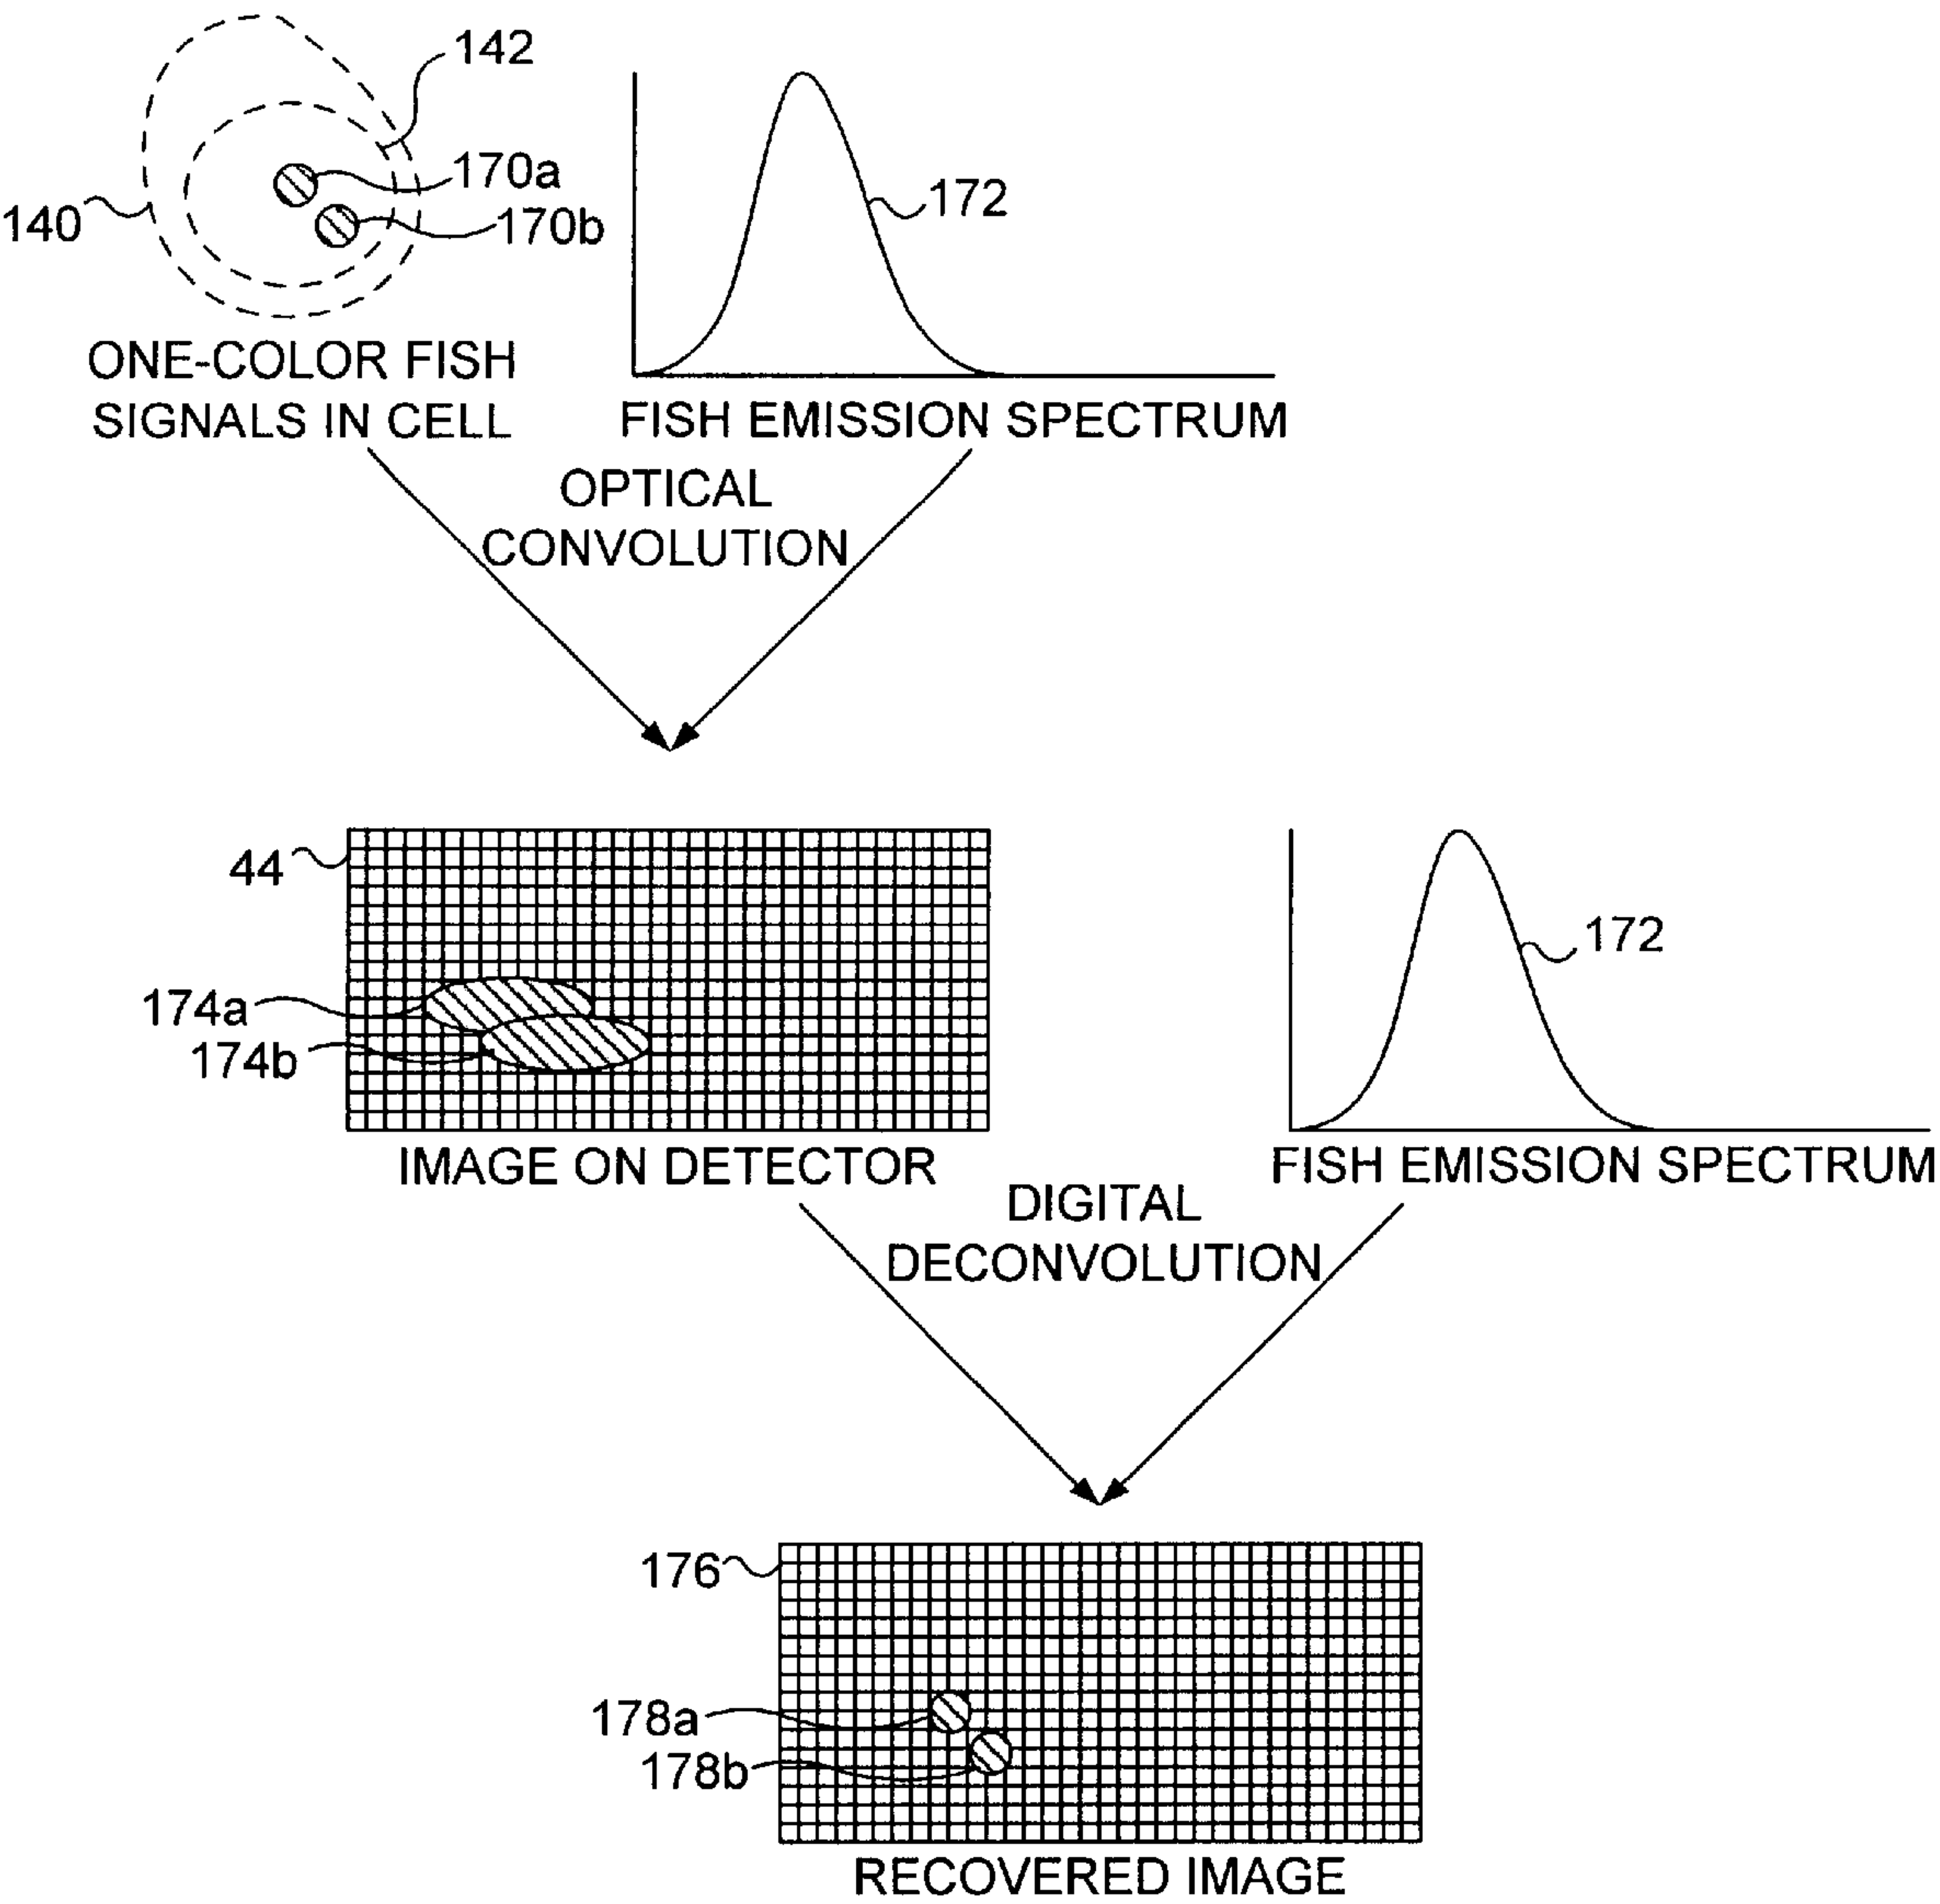 142
170a
170b
140
172
ONE-COLOR FISH
SIGNALS IN CELL
FISH EMISSION SPECTRUM
OPTICAL
CONVOLUTION
44
174a
174b
172
IMAGE ON DETECTOR
FISH EMISSION SPECTRUM
DIGITAL
DECONVOLUTION
176
178a
178b
RECOVERED IMAGE